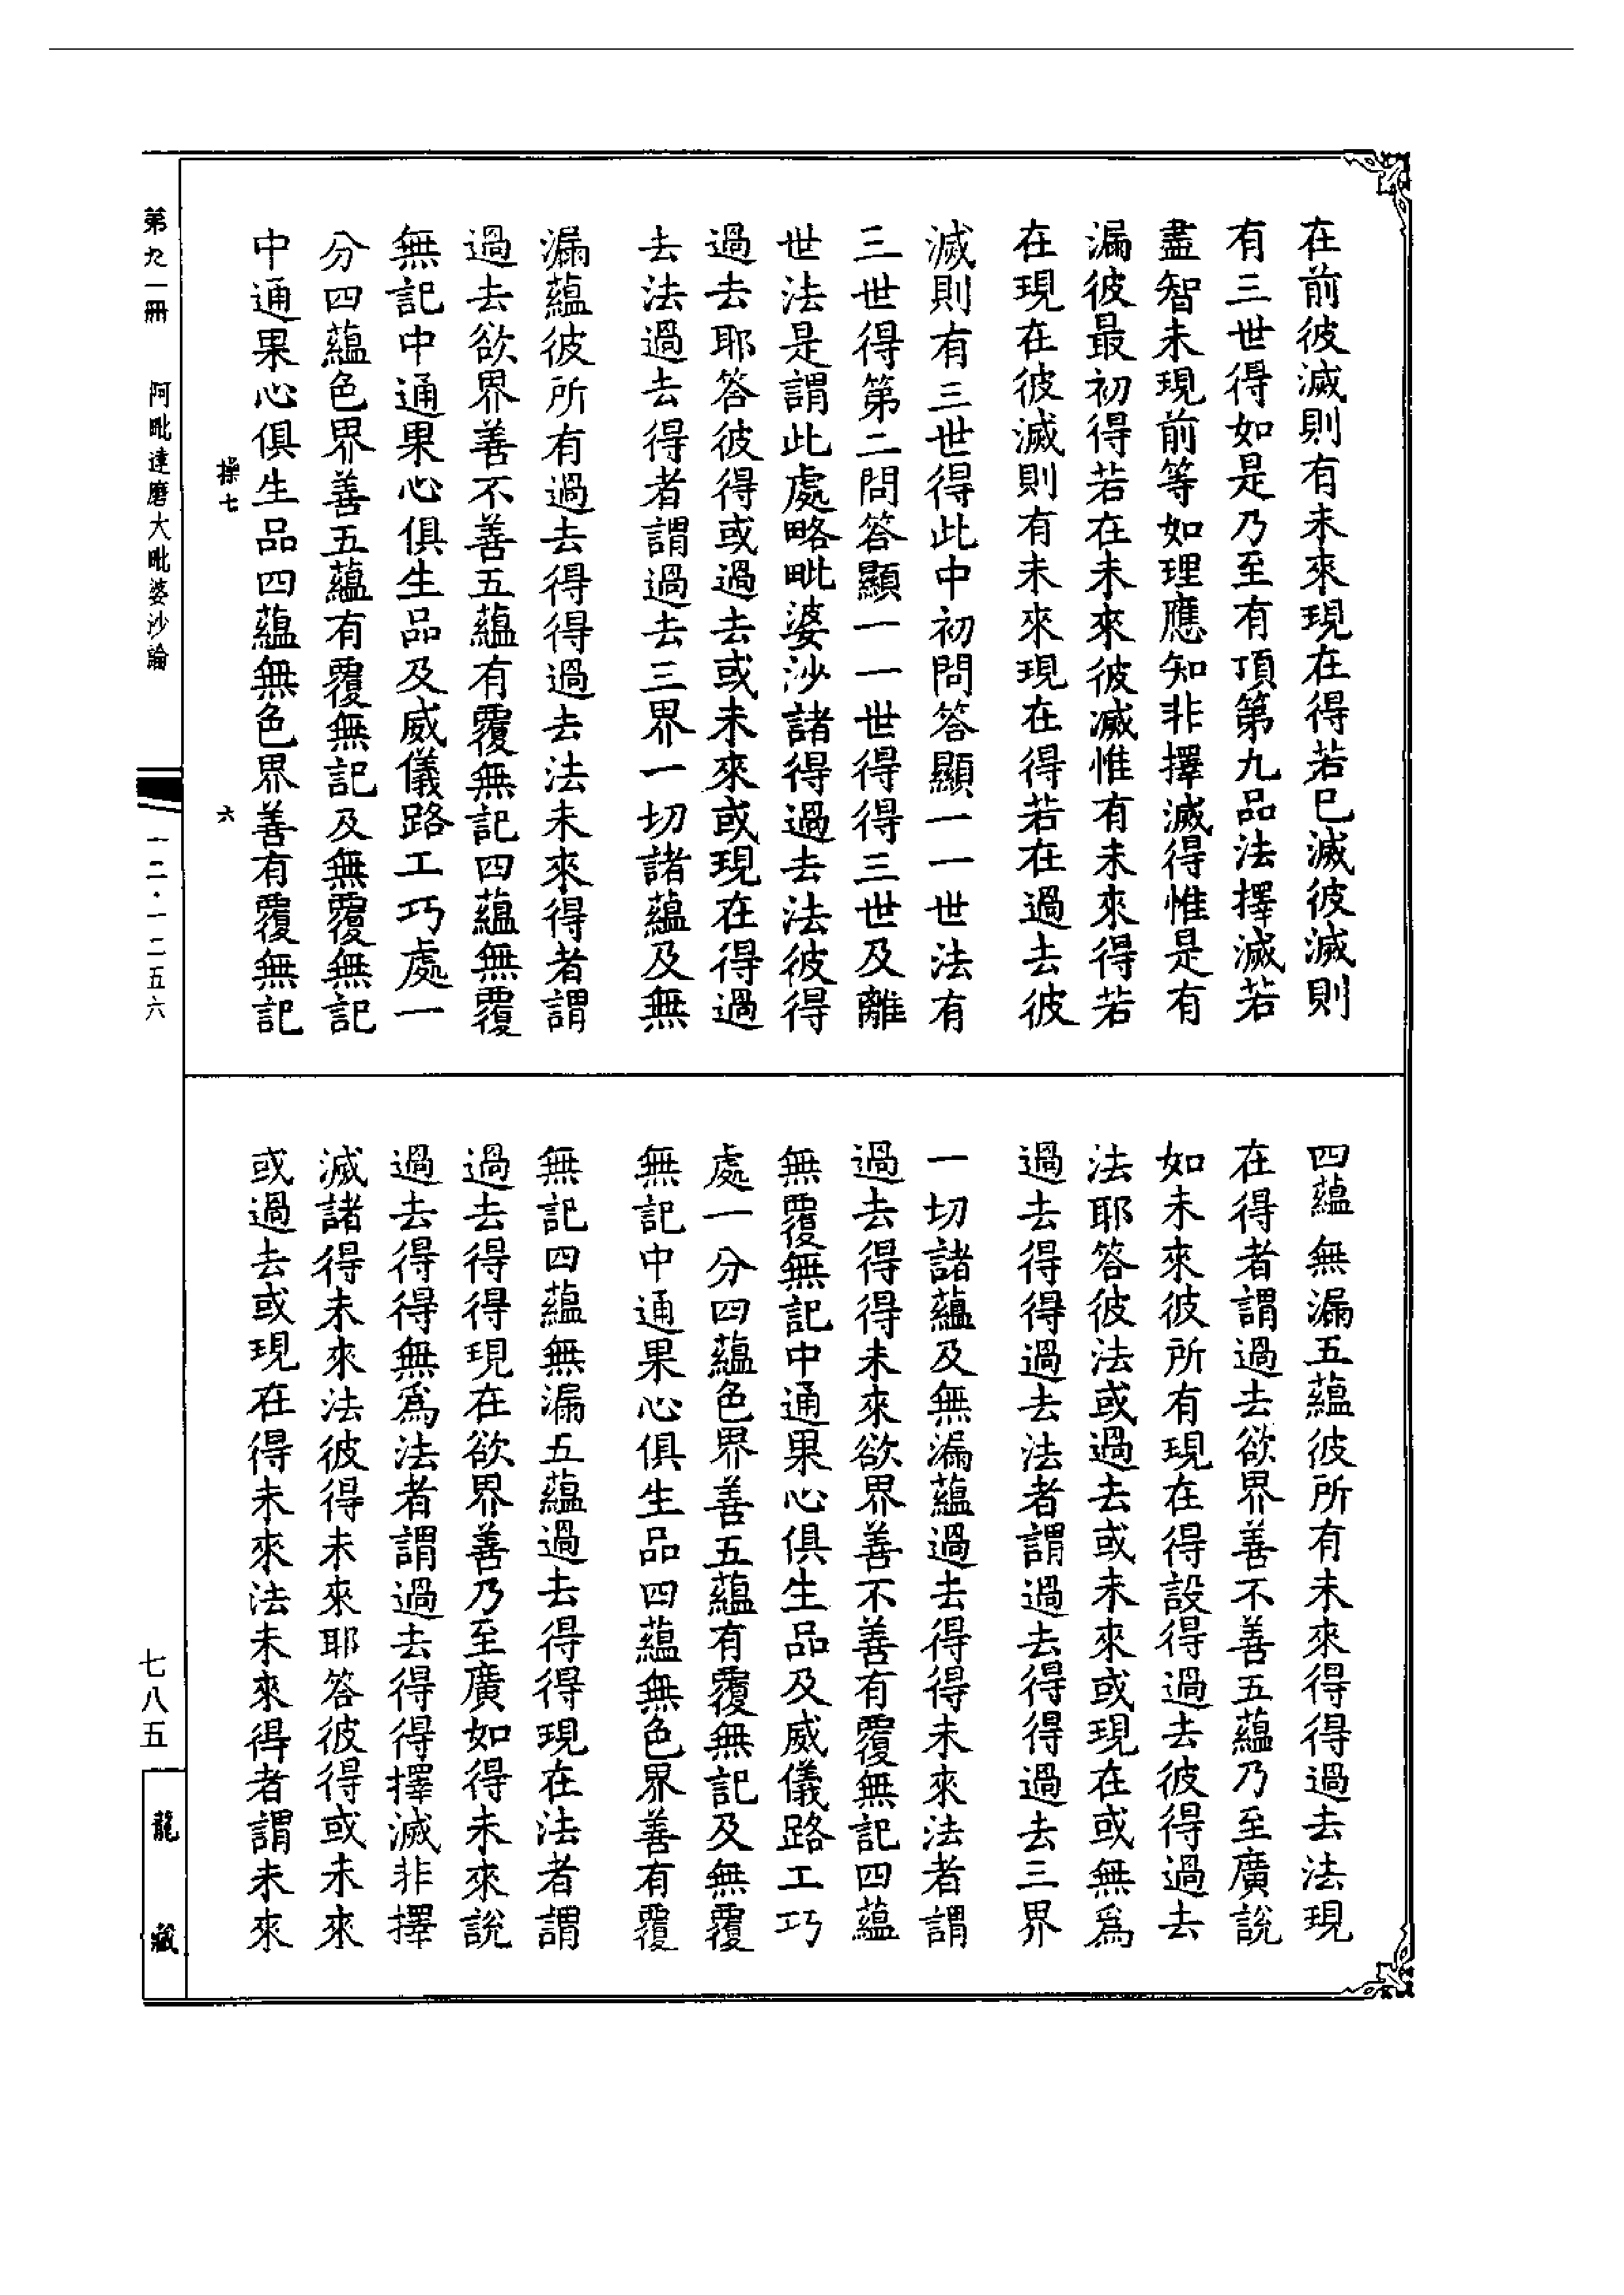 在前彼滅則有未來現在得若已滅彼滅則
有三世得如是乃至有頂第九品法擇滅若
盡智未現前等如理應知非擇滅得惟是有
漏彼最初得若在未來彼滅惟有未來得若
在現在彼滅則有未來現在得若在過去彼
滅則有三世得此中初問答顯一一世法有
三世得第二問答顯一一世得得三世及離
世法是謂此處略毗婆沙諸得過去法彼得
過去耶答彼得或過去或未來或現在得過
去法過去得者謂過去三界一切諸蘊及無
漏蘊彼所有過去得得過去法未來得者謂
過去欲界善不善五蘊有覆無記四蘊無覆
無記中通果心俱生品及威儀路工巧處一
分四蘊色界善五蘊有覆無記及無覆無記
中通果心俱生品四蘊無色界善有覆無記
四蘊無漏五蘊彼所有未來得得過去法現
在得者謂過去欲界善不善五蘊乃至廣說
如未來彼所有現在得設得過去彼得過去
法耶答彼法或過去或未來或現在或無為
過去得得過去法者謂過去得得過去三界
一切諸蘊及無漏蘊過去得得未來法者謂
過去得得未來欲界善不善有覆無記四蘊
無覆無記中通果心俱生品及威儀路工巧
處一分四蘊色界善五蘊有覆無記及無覆
無記中通果心俱生品四蘊無色界善有覆
無記四蘊無漏五蘊過去得得現在法者謂
過去得得現在欲界善乃至廣如得未來說
過去得得無為法者謂過去得得擇滅非擇
滅諸得未來法彼得未來耶答彼得或未來
或過去或現在得未來法未來得者謂未來
操七
六
第九一冊
阿毗達磨大毗婆沙論
一二·一二五六
七八五
龍藏